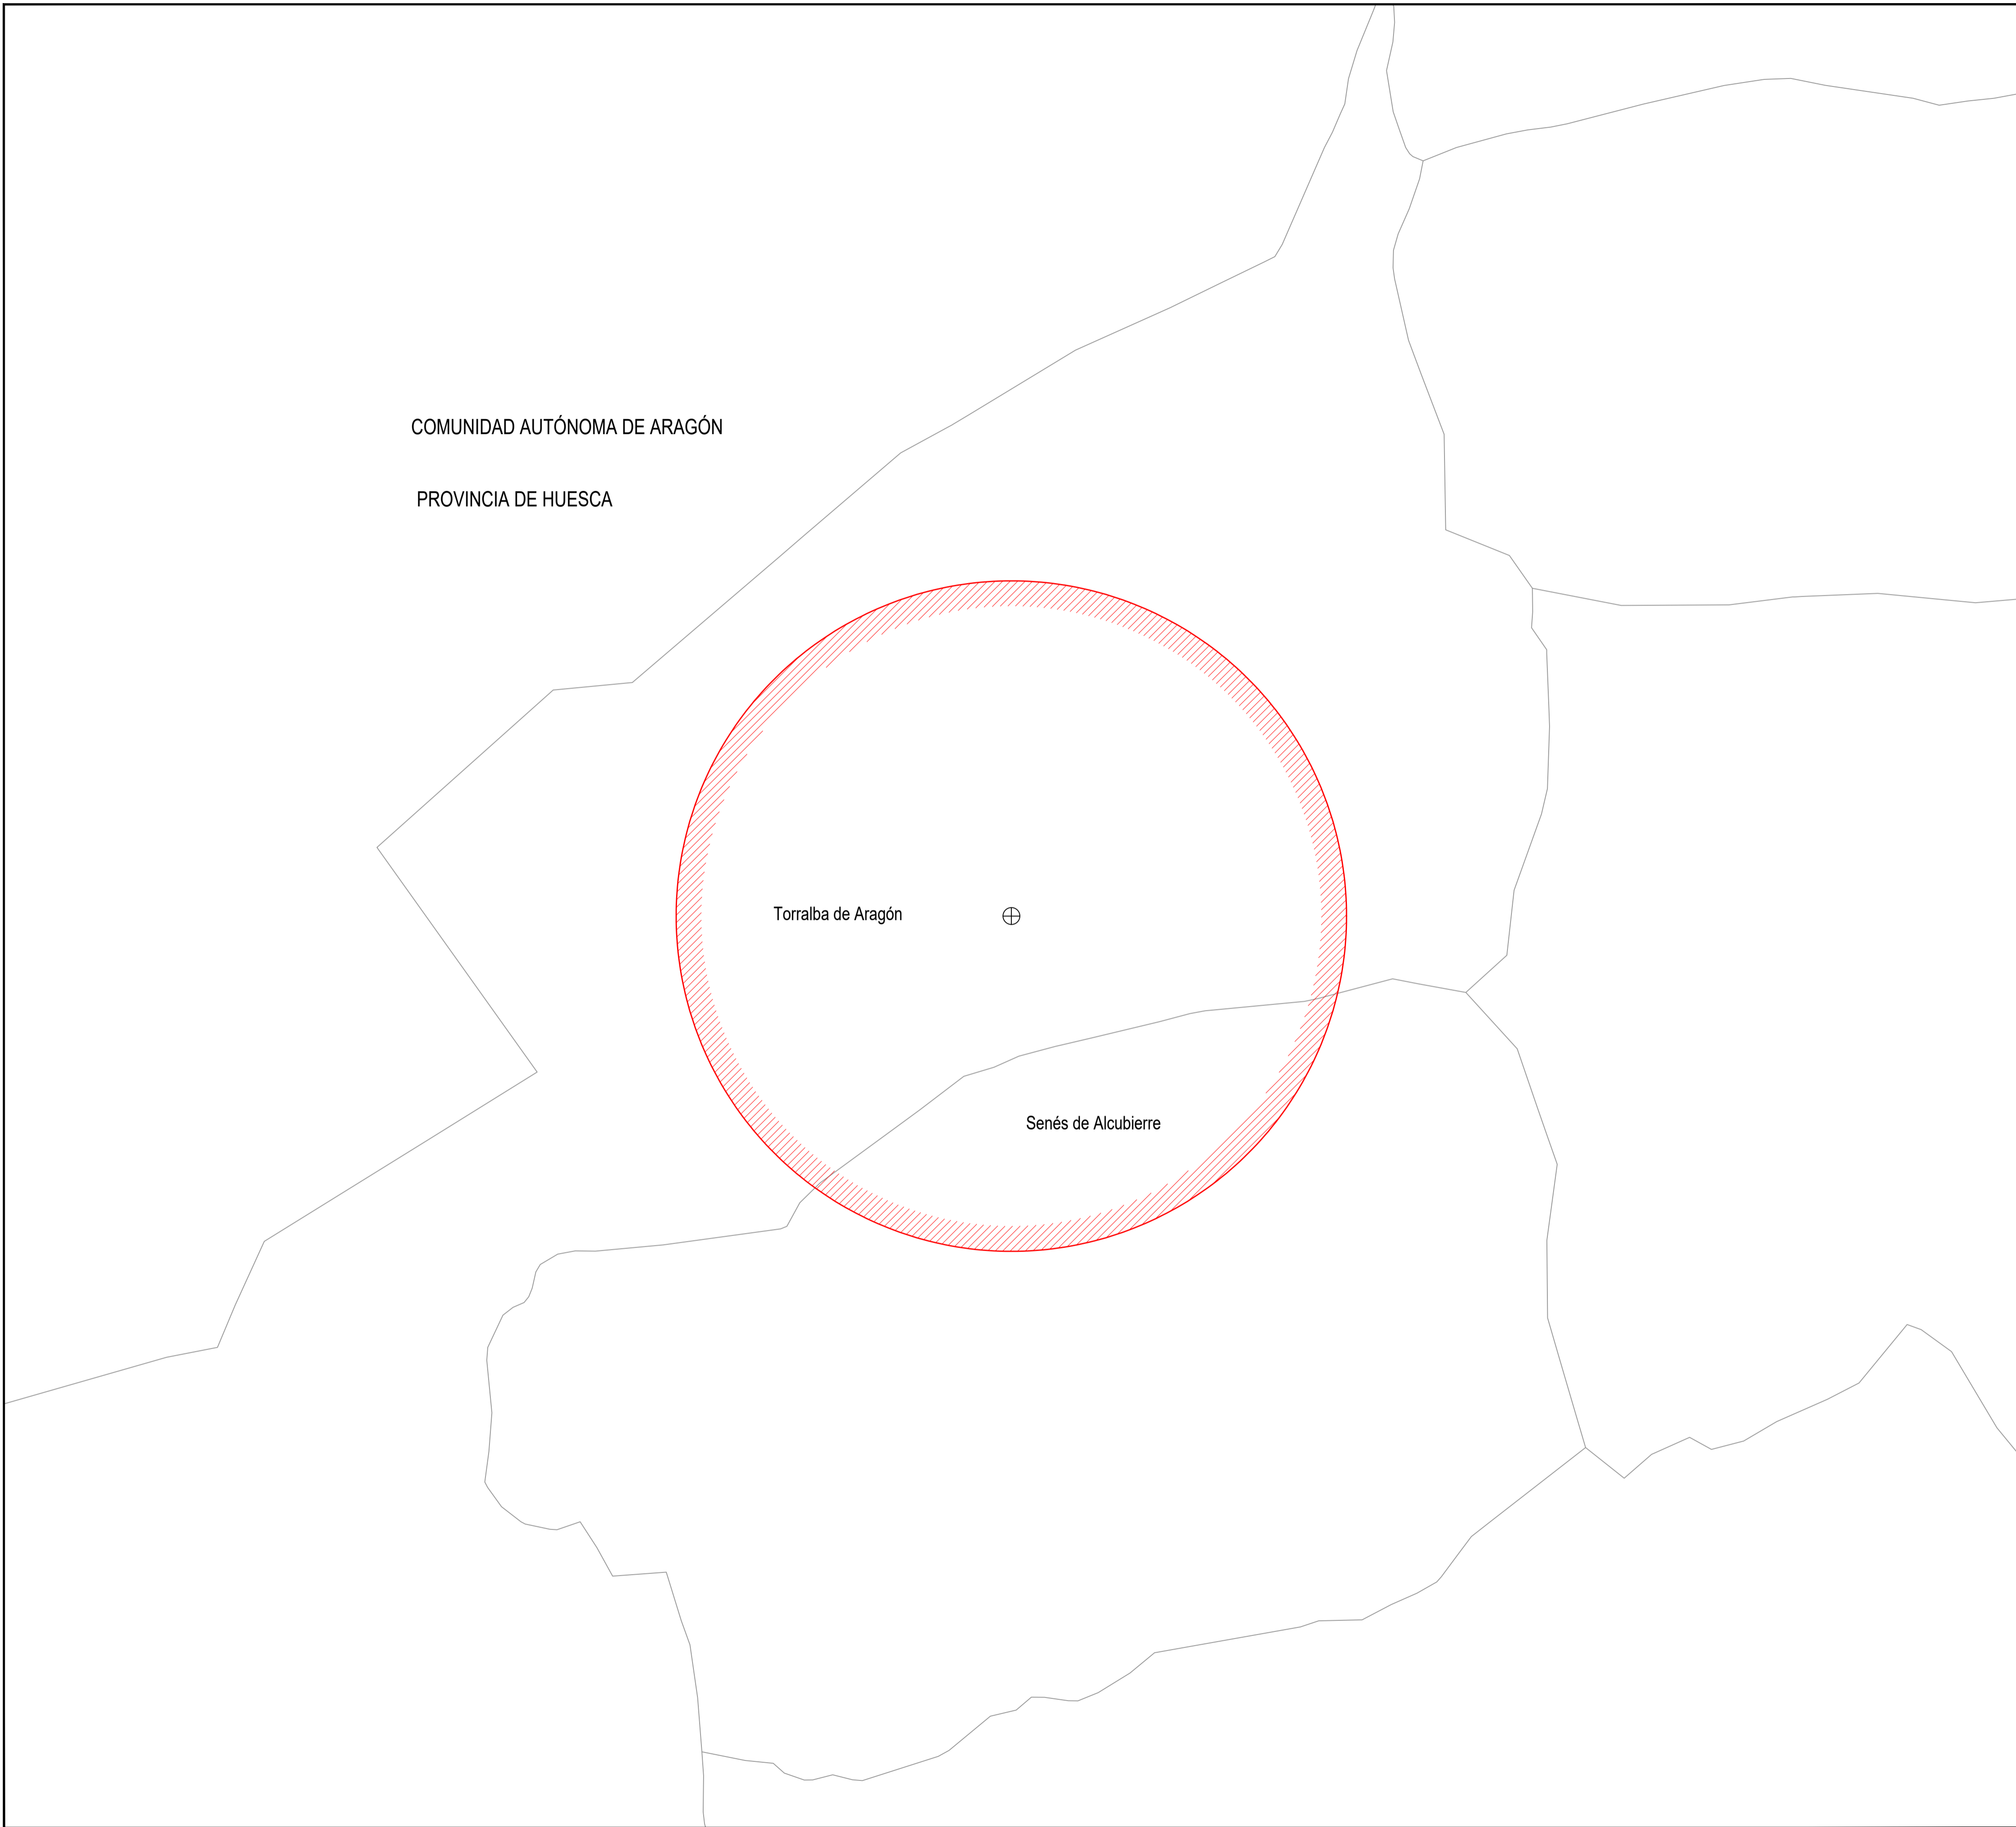 COMUNIDAD AUTÓNOMA DE ARAGÓN
PROVINCIA DE HUESCA
Torralba de Aragón
Senés de Alcubierre